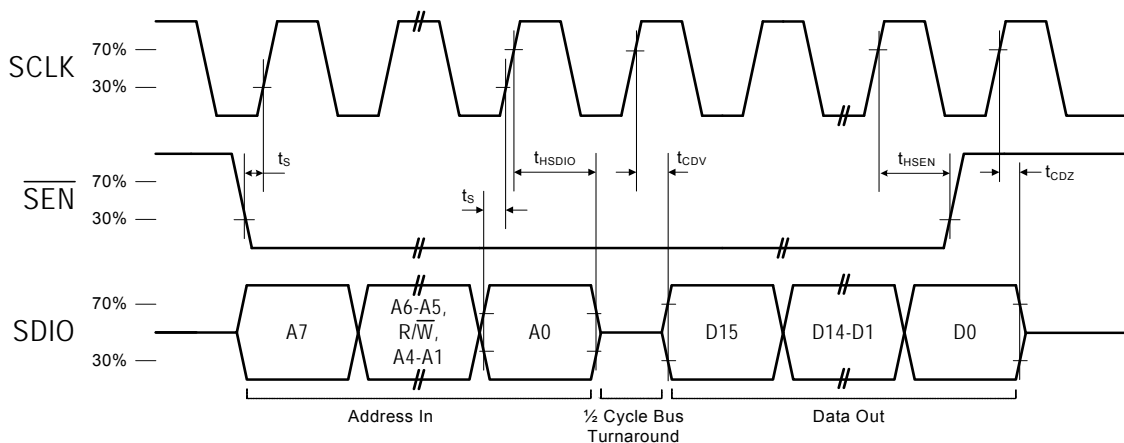 SCLK
70%
30%
t_S
t_HSDIO
t_CDV
t_HSEN
t_CDZ
SEN
70%
30%
t_S
SDIO
70%
30%
A7
A6-A5,
R/W,
A4-A1
A0
D15
D14-D1
D0
Address In
½ Cycle Bus
Turnaround
Data Out